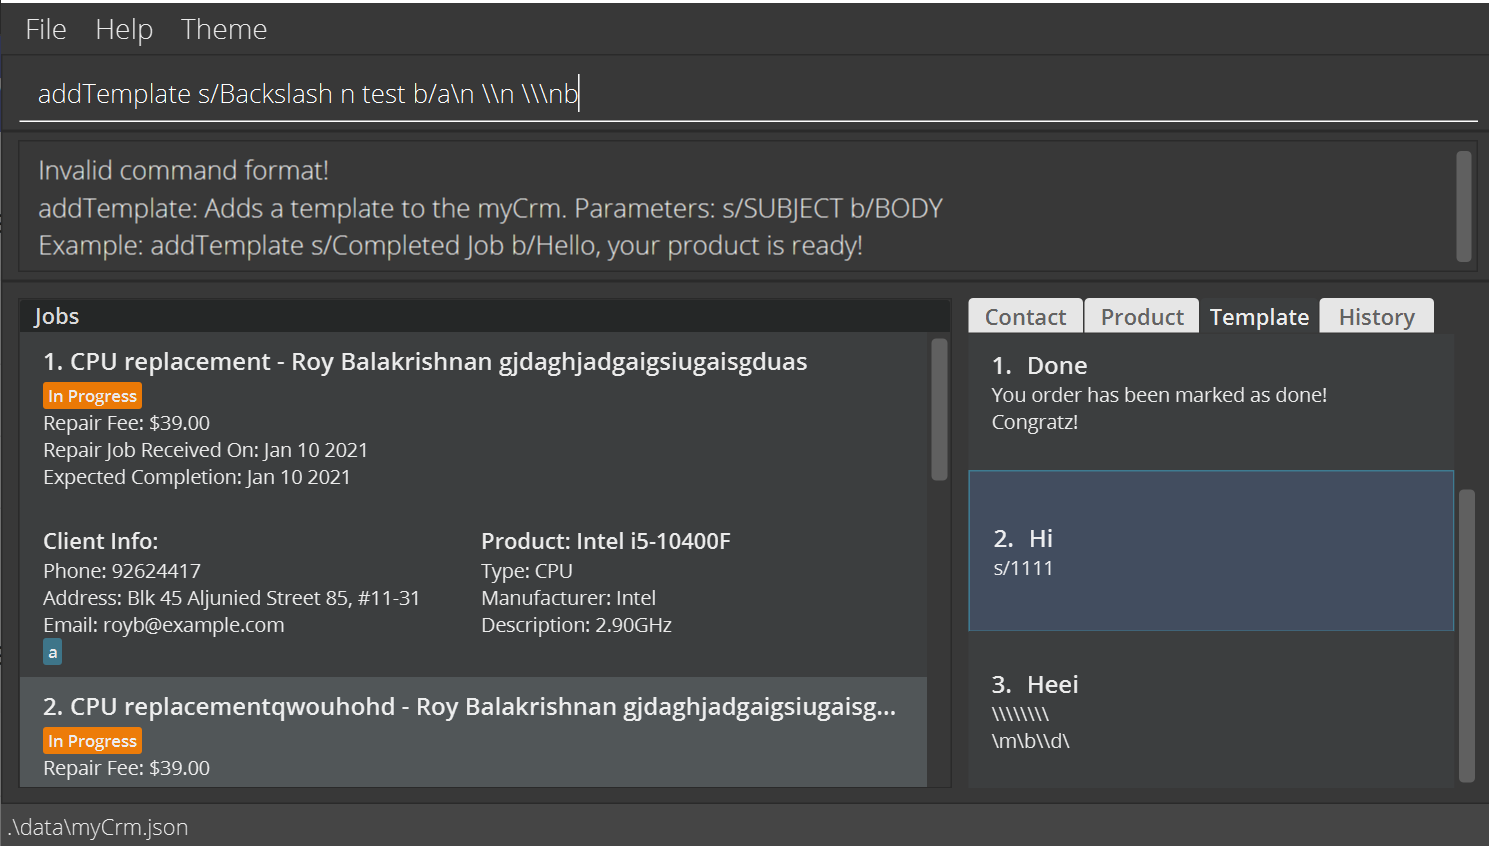 File Help Theme
addTemplate s/Backslash n test b/a\n \\n \\\nb
Invalid command format!
addTemplate: Adds a template to the myCrm. Parameters: s/SUBJECT b/BODY
Example: addTemplate s/Completed Job b/Hello, your product is ready!
Jobs
1. CPU replacement - Roy Balakrishnan gjdaghjadgaigsiugaisgduas
In Progress
Repair Fee: $39.00
Repair Job Received On: Jan 10 2021
Expected Completion: Jan 10 2021
Client Info:
Phone: 92624417
Address: Blk 45 Aljunied Street 85, #11-31
Email: royb@example.com
a
Product: Intel i5-10400F
Type: CPU
Manufacturer: Intel
Description: 2.90GHz
2. CPU replacementqwouhohd - Roy Balakrishnan gjdaghjadgaigsiugaisg...
In Progress
Repair Fee: $39.00
Contact Product Template History
1. Done
You order has been marked as done!
Congratz!
2. Hi
s/1111
3. Heei
\\\\\\\\
\m\b\\d\
.\data\myCrm.json